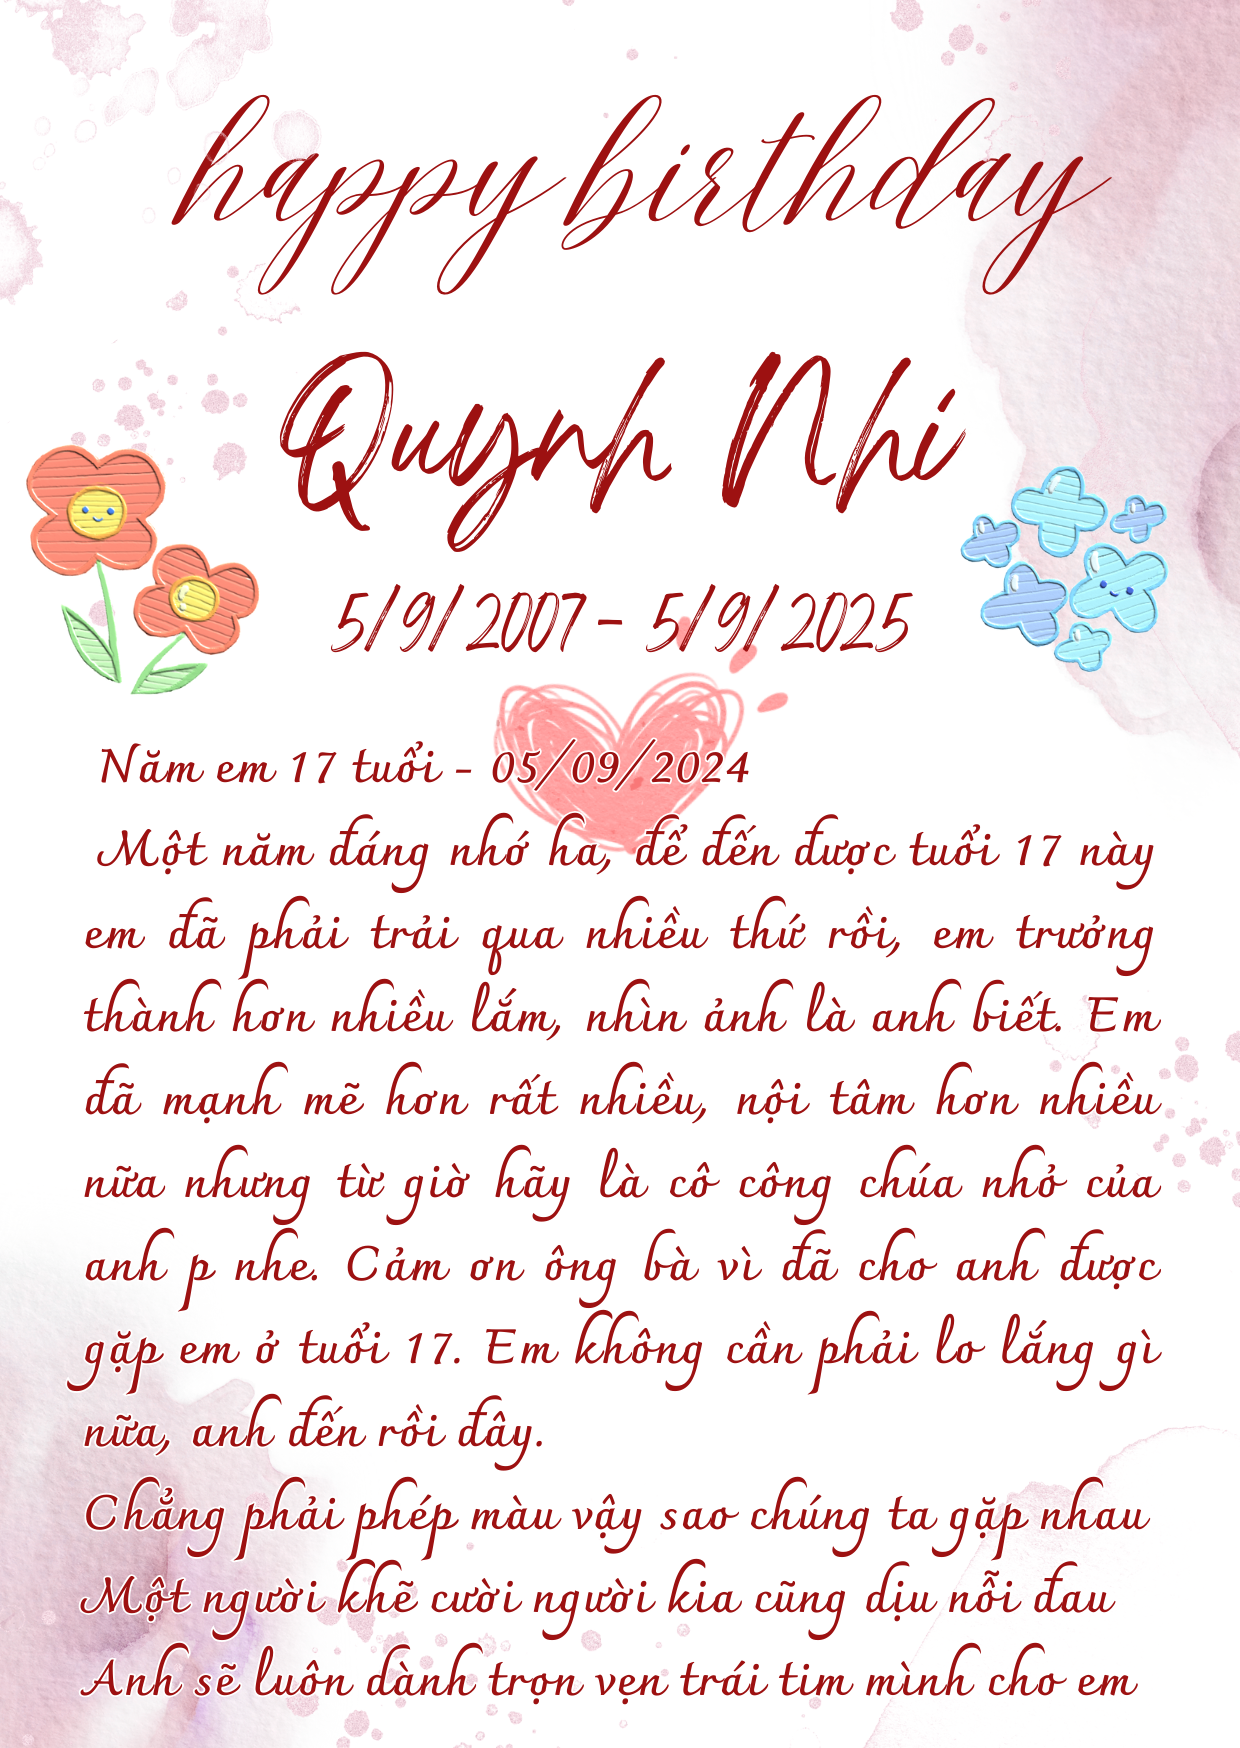 happy birthday
Quynh Nhi
5/9/2007 - 5/9/2025
Năm em 17 tuổi - 05/09/2024
Một năm đáng nhớ ha, để đến được tuổi 17 này
em đã phải trải qua nhiều thứ rồi, em trưởng
thành hơn nhiều lắm, nhìn ảnh là anh biết. Em
đã mạnh mẽ hơn rất nhiều, nội tâm hơn nhiều
nữa nhưng từ giờ hãy là cô công chúa nhỏ của
anh p nhe. Cảm ơn ông bà vì đã cho anh được
gặp em ở tuổi 17. Em không cần phải lo lắng gì
nữa, anh đến rồi đây.
Chẳng phải phép màu vậy sao chúng ta gặp nhau
Một người khẽ cười người kia cũng dịu nỗi đau
Anh sẽ luôn dành trọn vẹn trái tim mình cho em